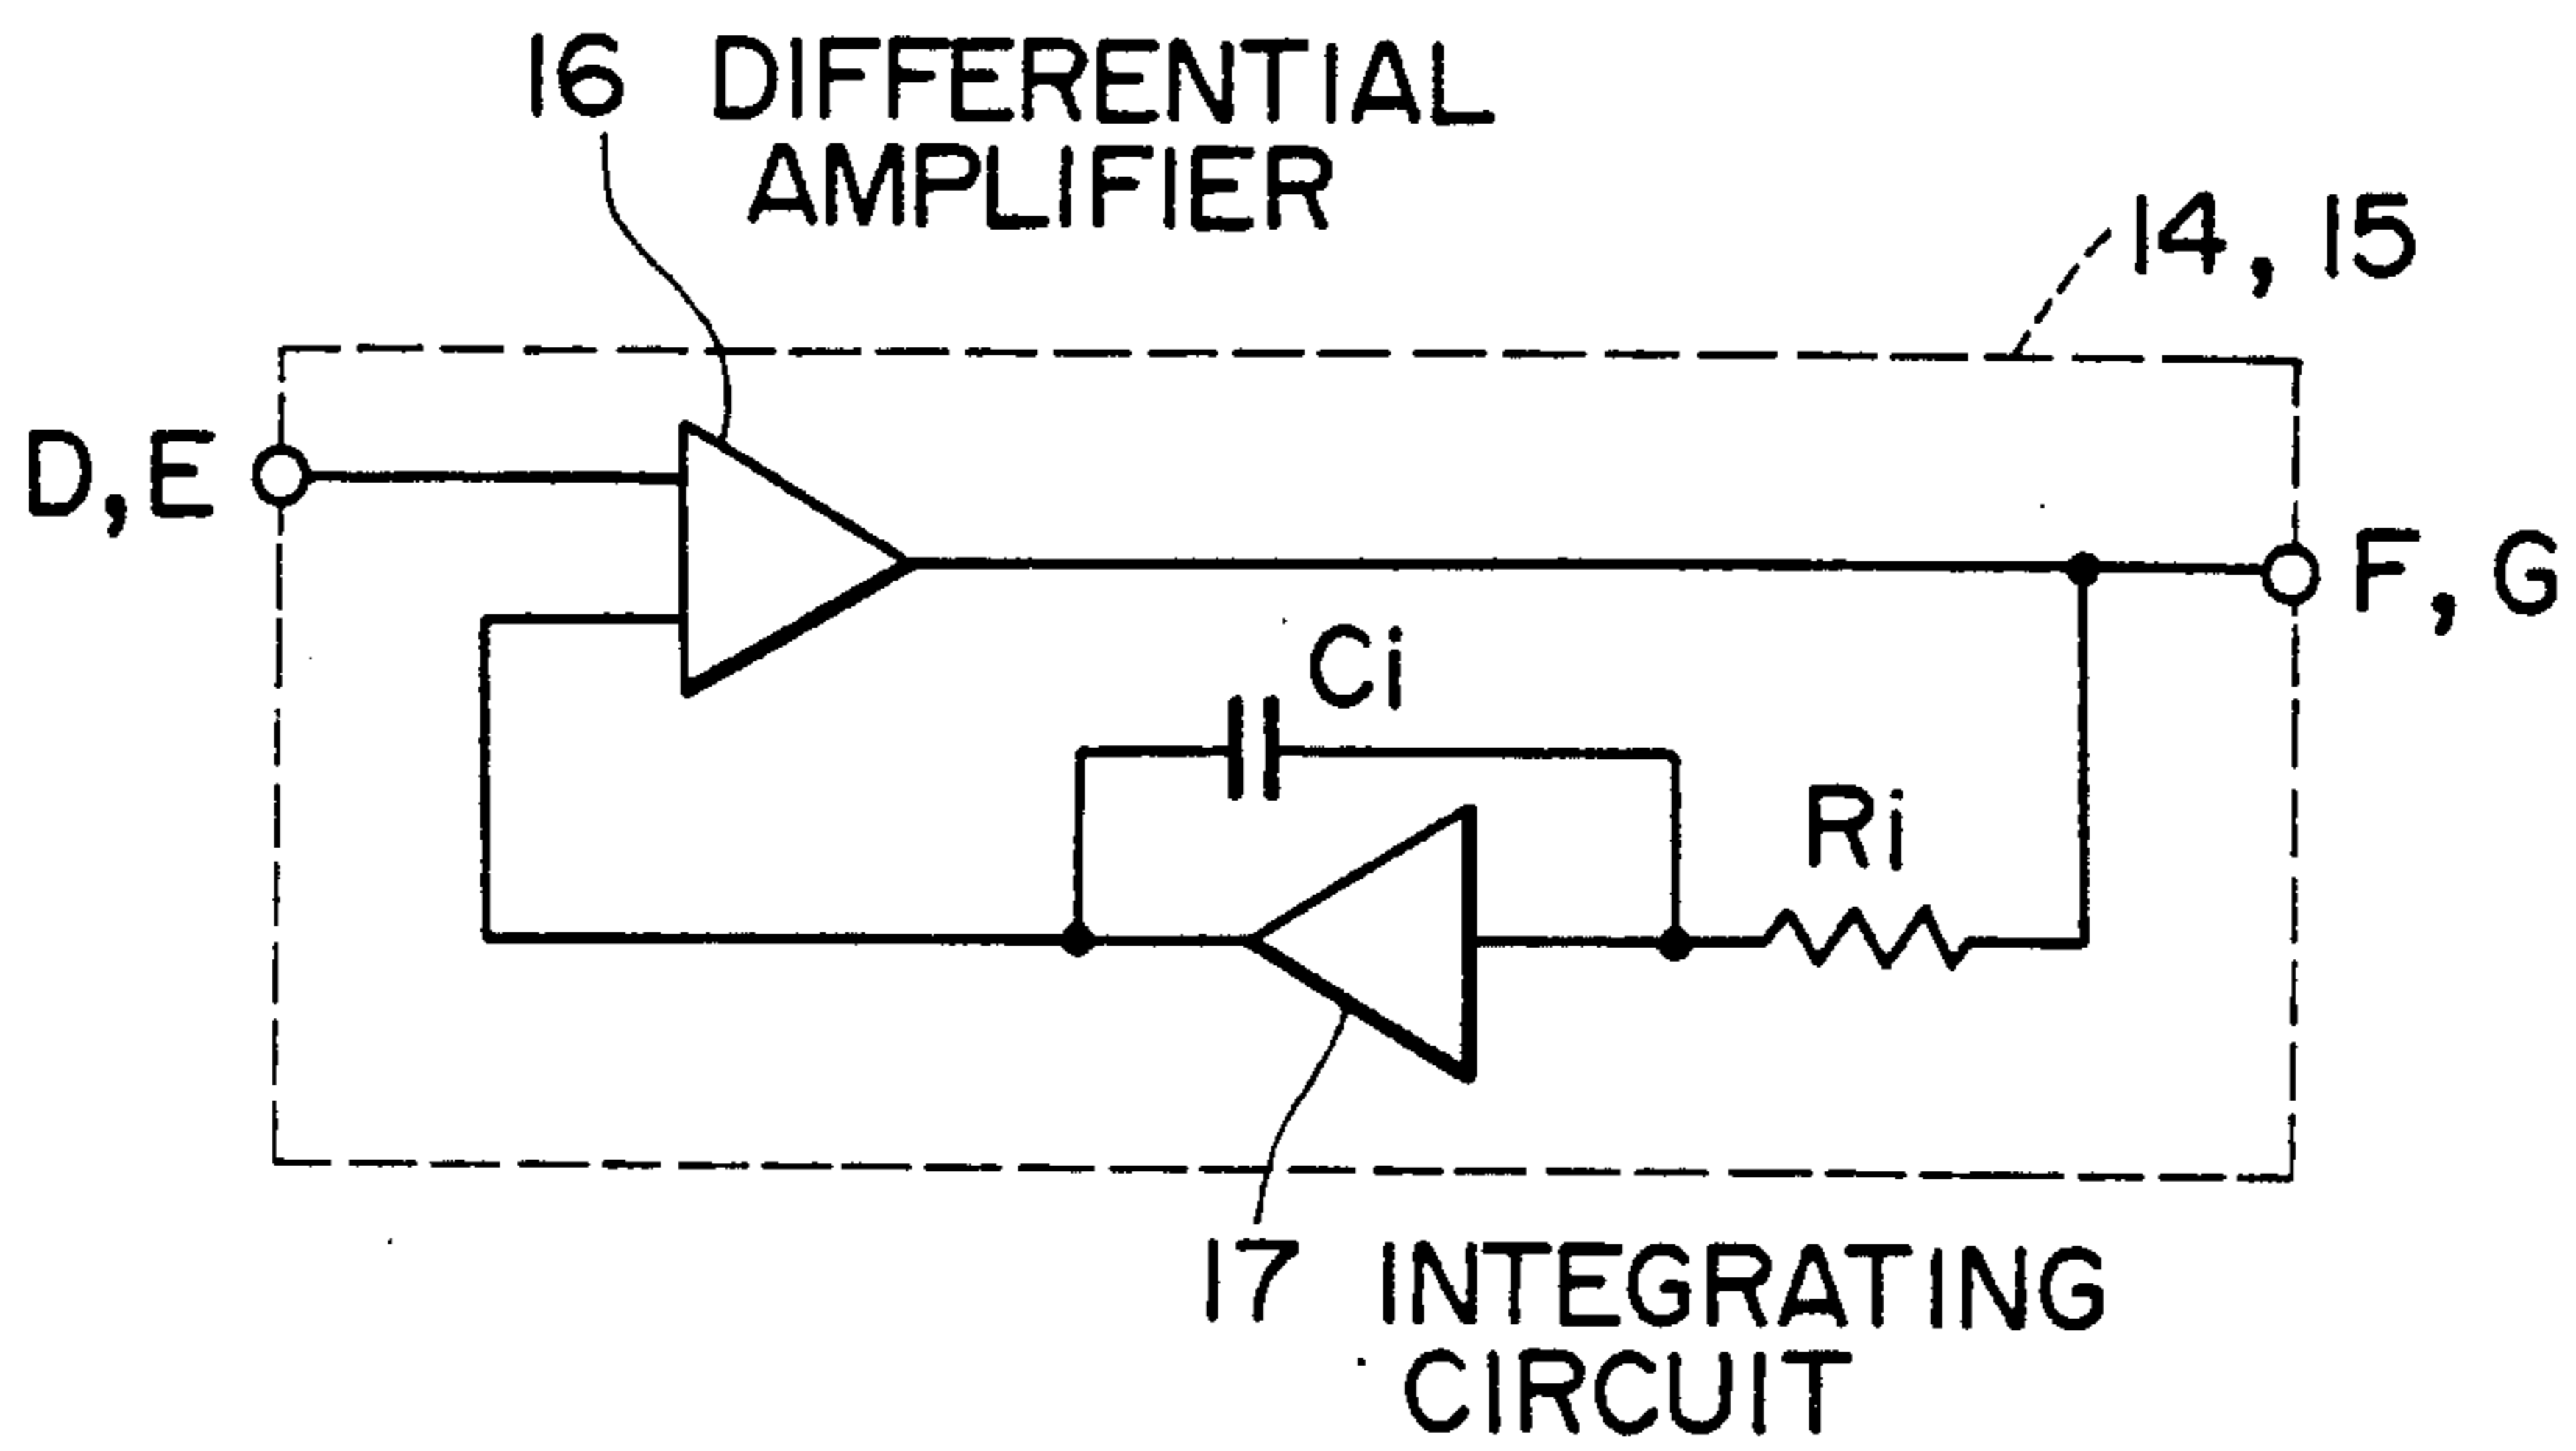 16 DIFFERENTIAL
AMPLIFIER
14, 15
D,E
F, G
Ci
Ri
17 INTEGRATING
CIRCUIT